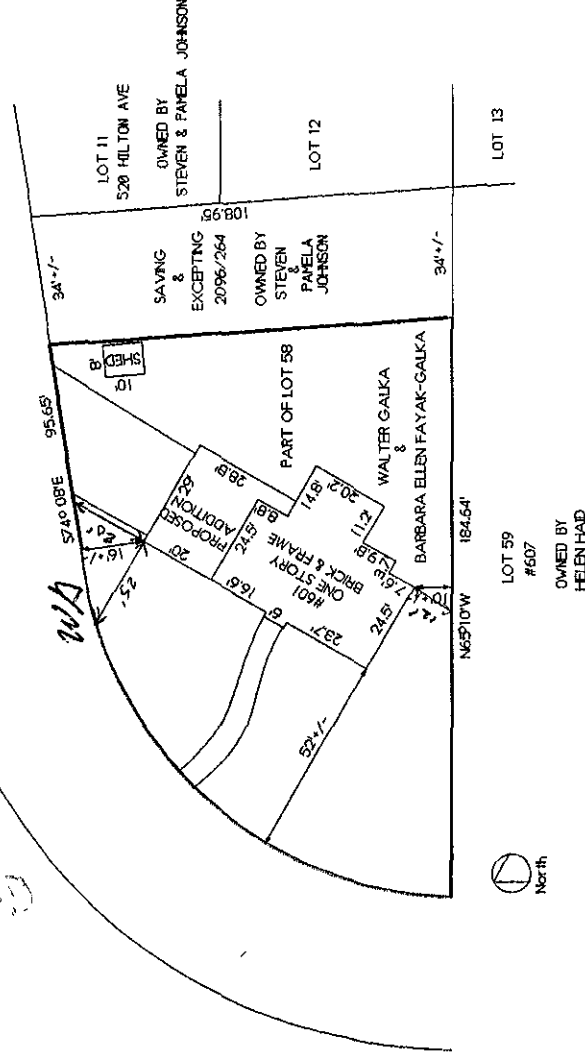 LOT 11
520 HILTON AVE
OWNED BY
STEVEN & PAMELA JOHNSON
LOT 12
LOT 13
108.95'
34'+/-
SAVING
&
EXCEPTING
2096/264
OWNED BY
STEVEN
&
PAMELA
JOHNSON
34'+/-
95.65'
S74° 08'E
SHED
8'
10'
PART OF LOT 58
WALTER GALKA
&
BARBARA ELLEN FAYAK-GALKA
29'
28.8'
PROPOSED
ADDITION
20'
24.5'
8.8'
14.8'
20.2'
11.2'
9.8'
3'
7.6'
#601
ONE STORY
BRICK & FRAME
16.6'
6'
23.7'
24.5'
16'+/-
25'
52'+/-
10'+/-
N65°10'W
184.64'
LOT 59
#607
OWNED BY
HELEN HAID
North